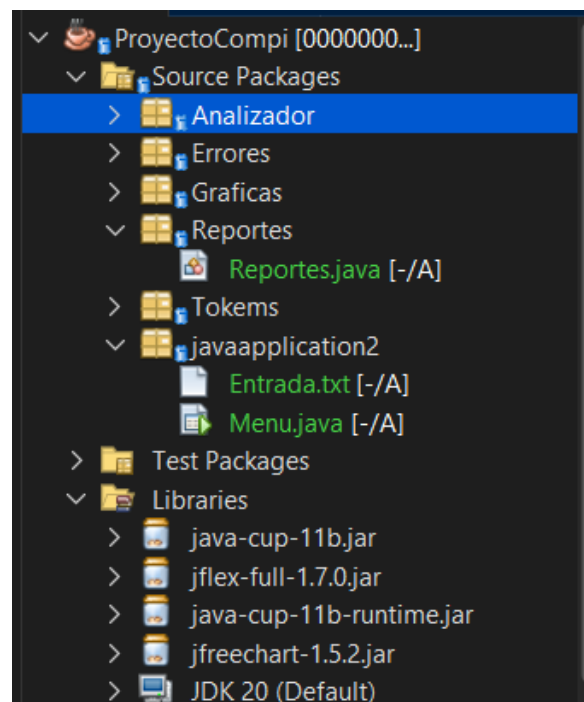 ProyectoCompi [0000000...]
Source Packages
Analizador
Errores
Graficas
Reportes
Reportes.java [-/A]
Tokems
javaapplication2
Entrada.txt [-/A]
Menu.java [-/A]
Test Packages
Libraries
java-cup-11b.jar
jflex-full-1.7.0.jar
java-cup-11b-runtime.jar
jfreechart-1.5.2.jar
JDK 20 (Default)